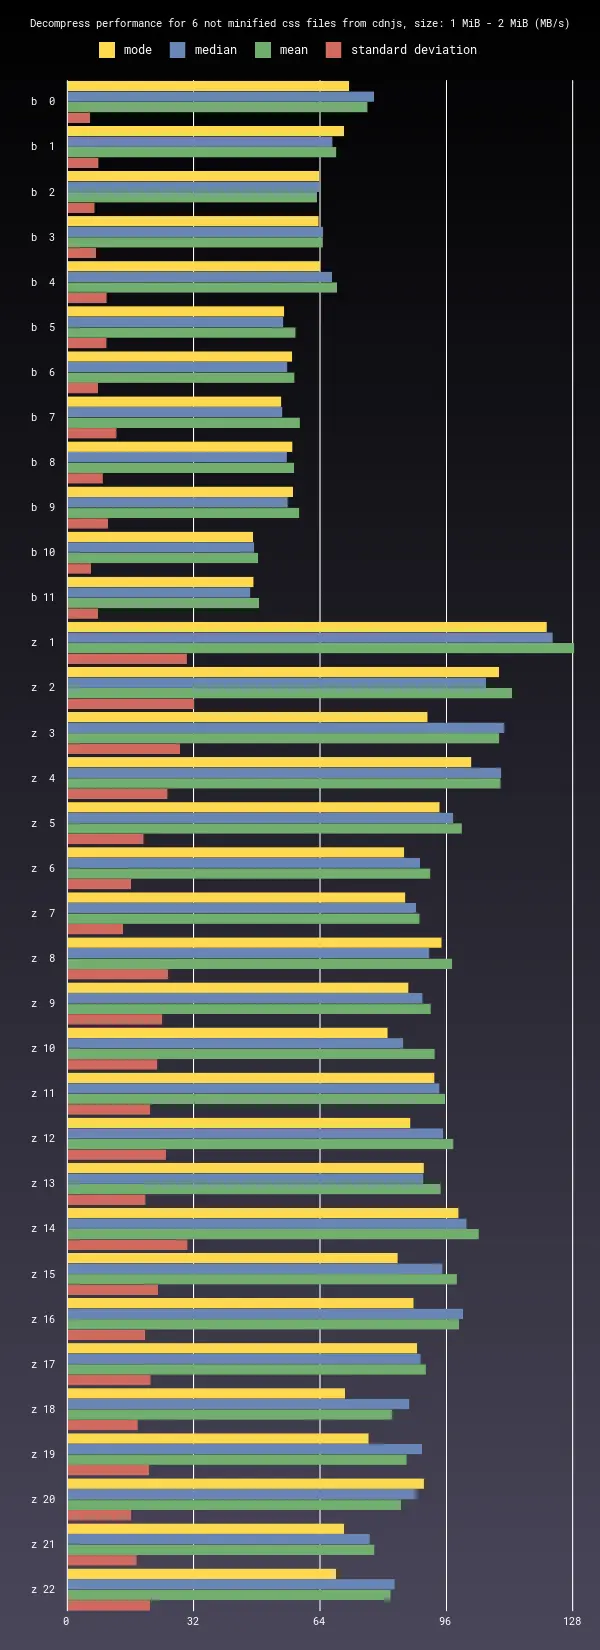 Decompress performance for 6 not minified css files from cdnjs, size: 1 MiB - 2 MiB (MB/s)
mode median mean standard deviation
b 0
b 1
b 2
b 3
b 4
b 5
b 6
b 7
b 8
b 9
b 10
b 11
z 1
z 2
z 3
z 4
z 5
z 6
z 7
z 8
z 9
z 10
z 11
z 12
z 13
z 14
z 15
z 16
z 17
z 18
z 19
z 20
z 21
z 22
0 32 64 96 128